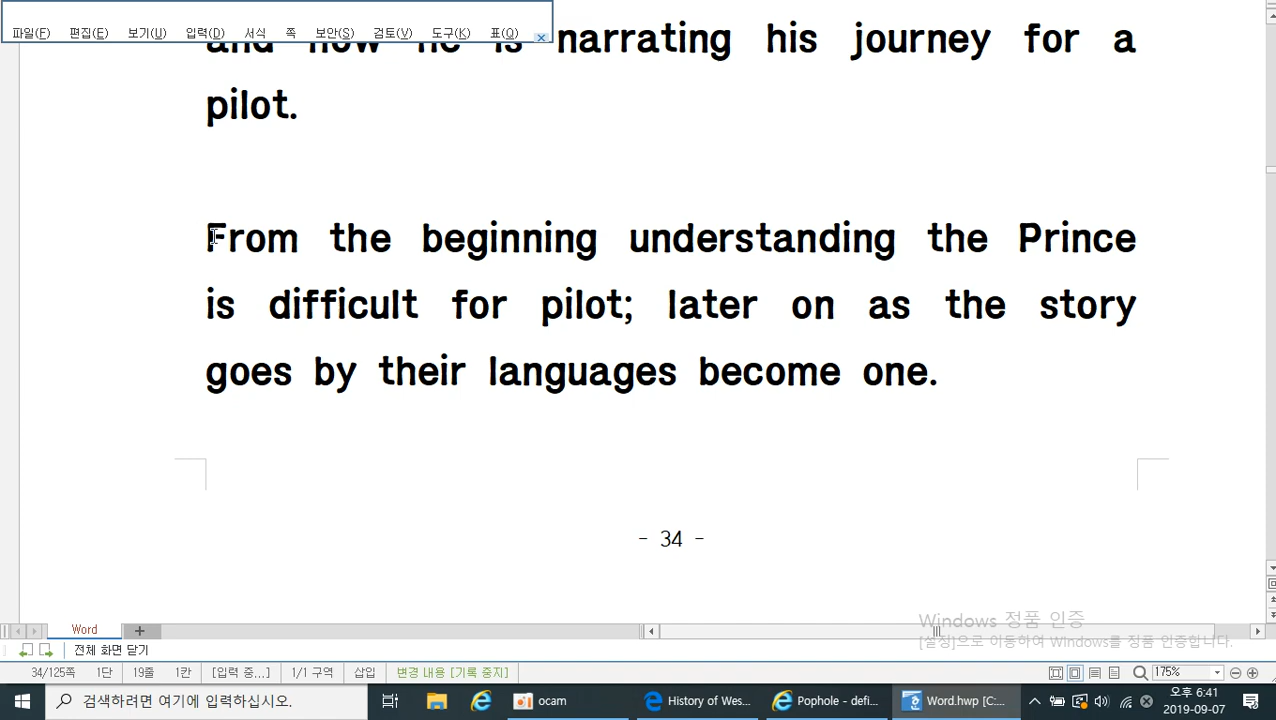 파일(F) 편집(E) 보기(U) 입력(D) 서식 쪽 보안(S) 검토(V) 도구(K) 표(Q)
and how he is narrating his journey for a
pilot.
From the beginning understanding the Prince
is difficult for pilot; later on as the story
goes by their languages become one.
- 34 -
Windows 정품 인증
[설정]으로 이동하여 Windows를 정품 인증합니다.
Word
전체 화면 닫기
34/125쪽 1단 19줄 1칸 [입력 중...] 1/1 구역 삽입 변경 내용 [기록 중지] 175%
검색하려면 여기에 입력하십시오. ocam History of Wes... Pophole - defi... Word.hwp [C:... 오후 6:41
2019-09-07